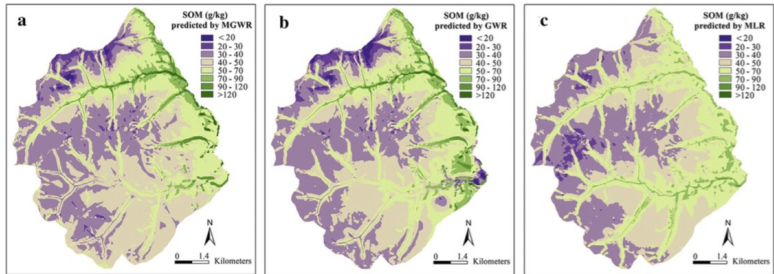 a
SOM (g/kg)
predicted by MGWR
< 20
20 - 30
30 - 40
40 - 50
50 - 70
70 - 90
90 - 120
>120
N
0 1.4
Kilometers
b
SOM (g/kg)
predicted by GWR
< 20
20 - 30
30 - 40
40 - 50
50 - 70
70 - 90
90 - 120
>120
N
0 1.4
Kilometers
c
SOM (g/kg)
predicted by MLR
< 20
20 - 30
30 - 40
40 - 50
50 - 70
70 - 90
90 - 120
>120
N
0 1.4
Kilometers